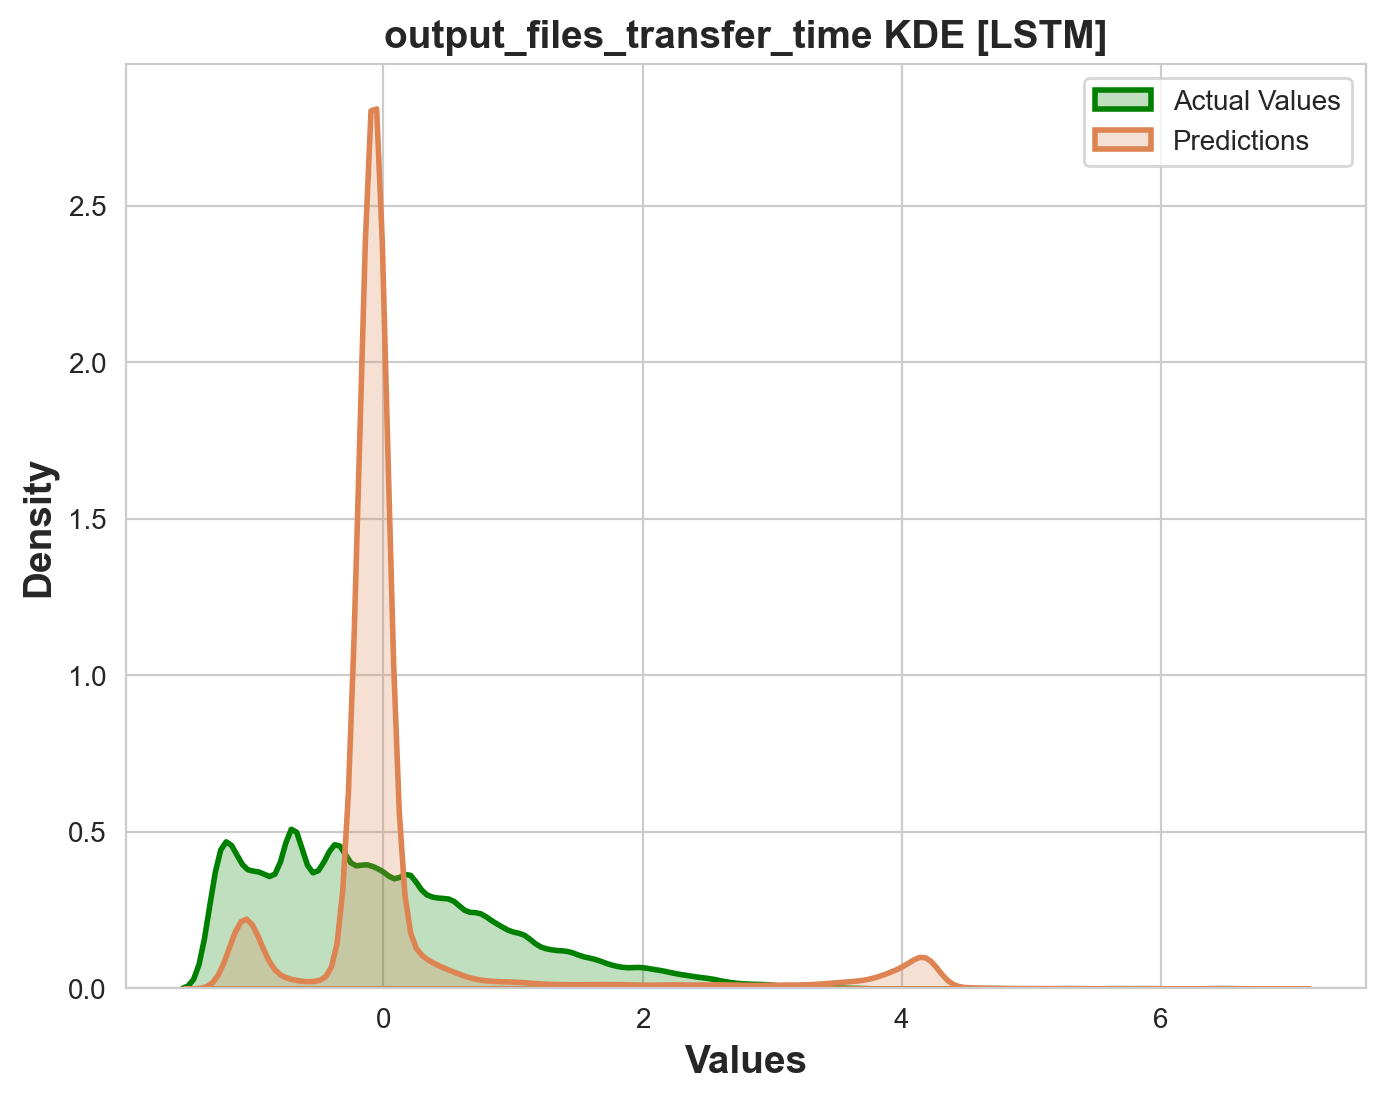 output_files_transfer_time KDE [LSTM]
Actual Values
Predictions
Density
2.5
2.0
1.5
1.0
0.5
0.0
0 2 4 6
Values